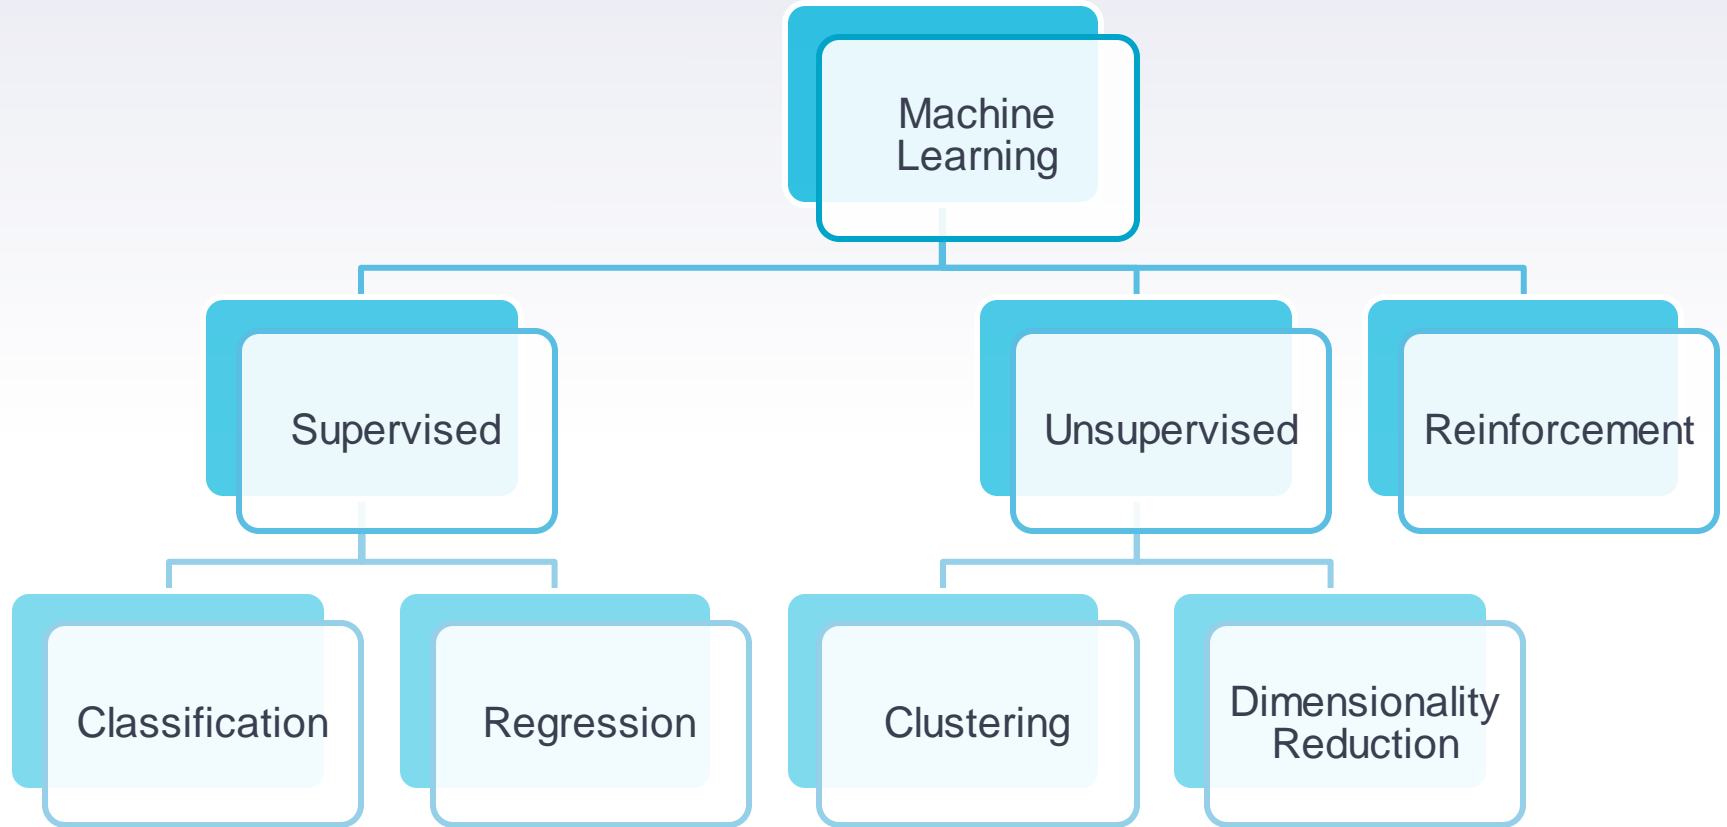 Machine
Learning
Supervised
Unsupervised
Reinforcement
Classification
Regression
Clustering
Dimensionality
Reduction